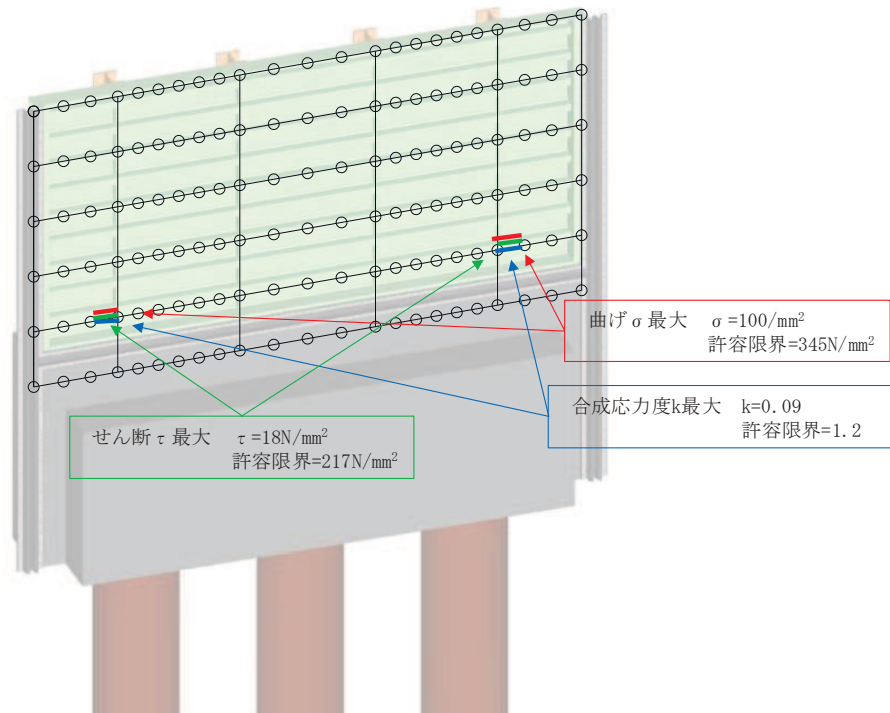 曲げσ最大 σ=100/mm²
許容限界=345N/mm²
合成応力度k最大 k=0.09
許容限界=1.2
せん断τ最大 τ=18N/mm²
許容限界=217N/mm²